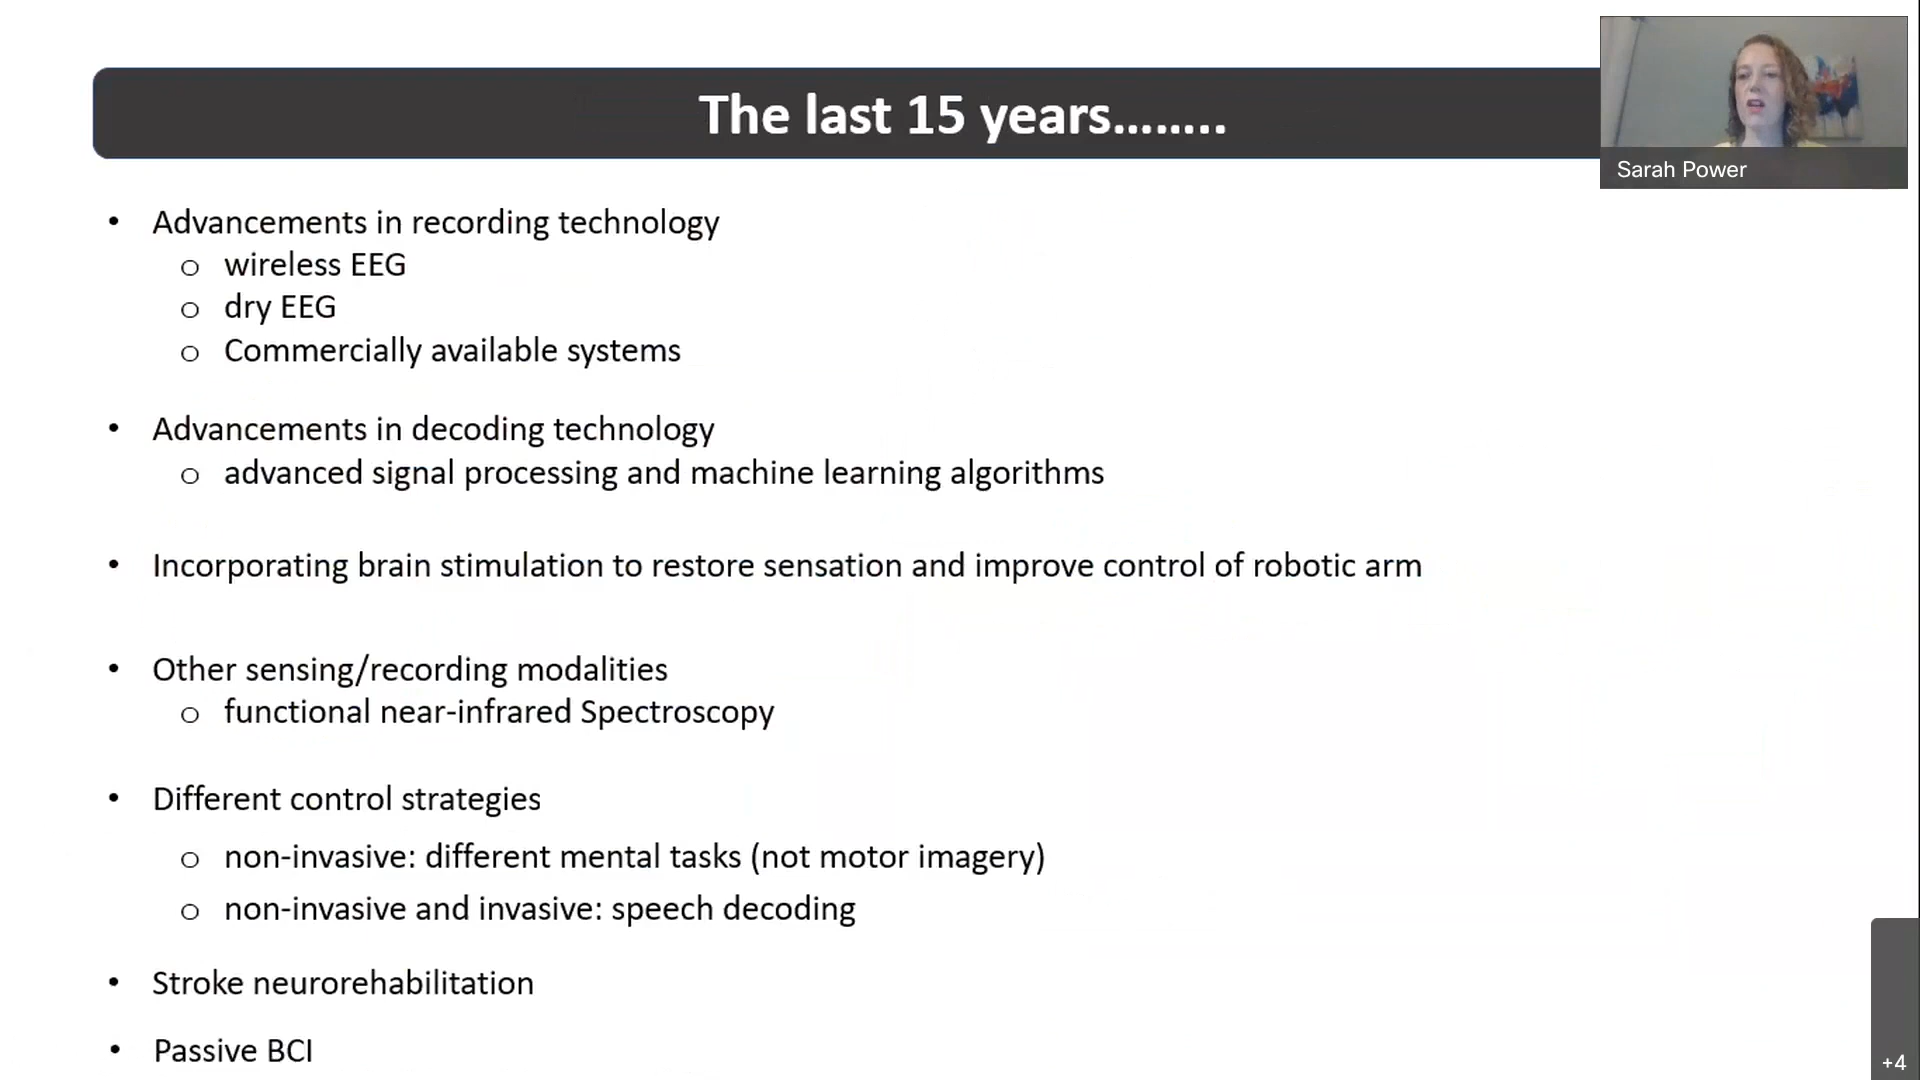 The last 15 years........
Sarah Power
• Advancements in recording technology
o wireless EEG
o dry EEG
o Commercially available systems
• Advancements in decoding technology
o advanced signal processing and machine learning algorithms
• Incorporating brain stimulation to restore sensation and improve control of robotic arm
• Other sensing/recording modalities
o functional near-infrared Spectroscopy
• Different control strategies
o non-invasive: different mental tasks (not motor imagery)
o non-invasive and invasive: speech decoding
• Stroke neurorehabilitation
• Passive BCI
+4